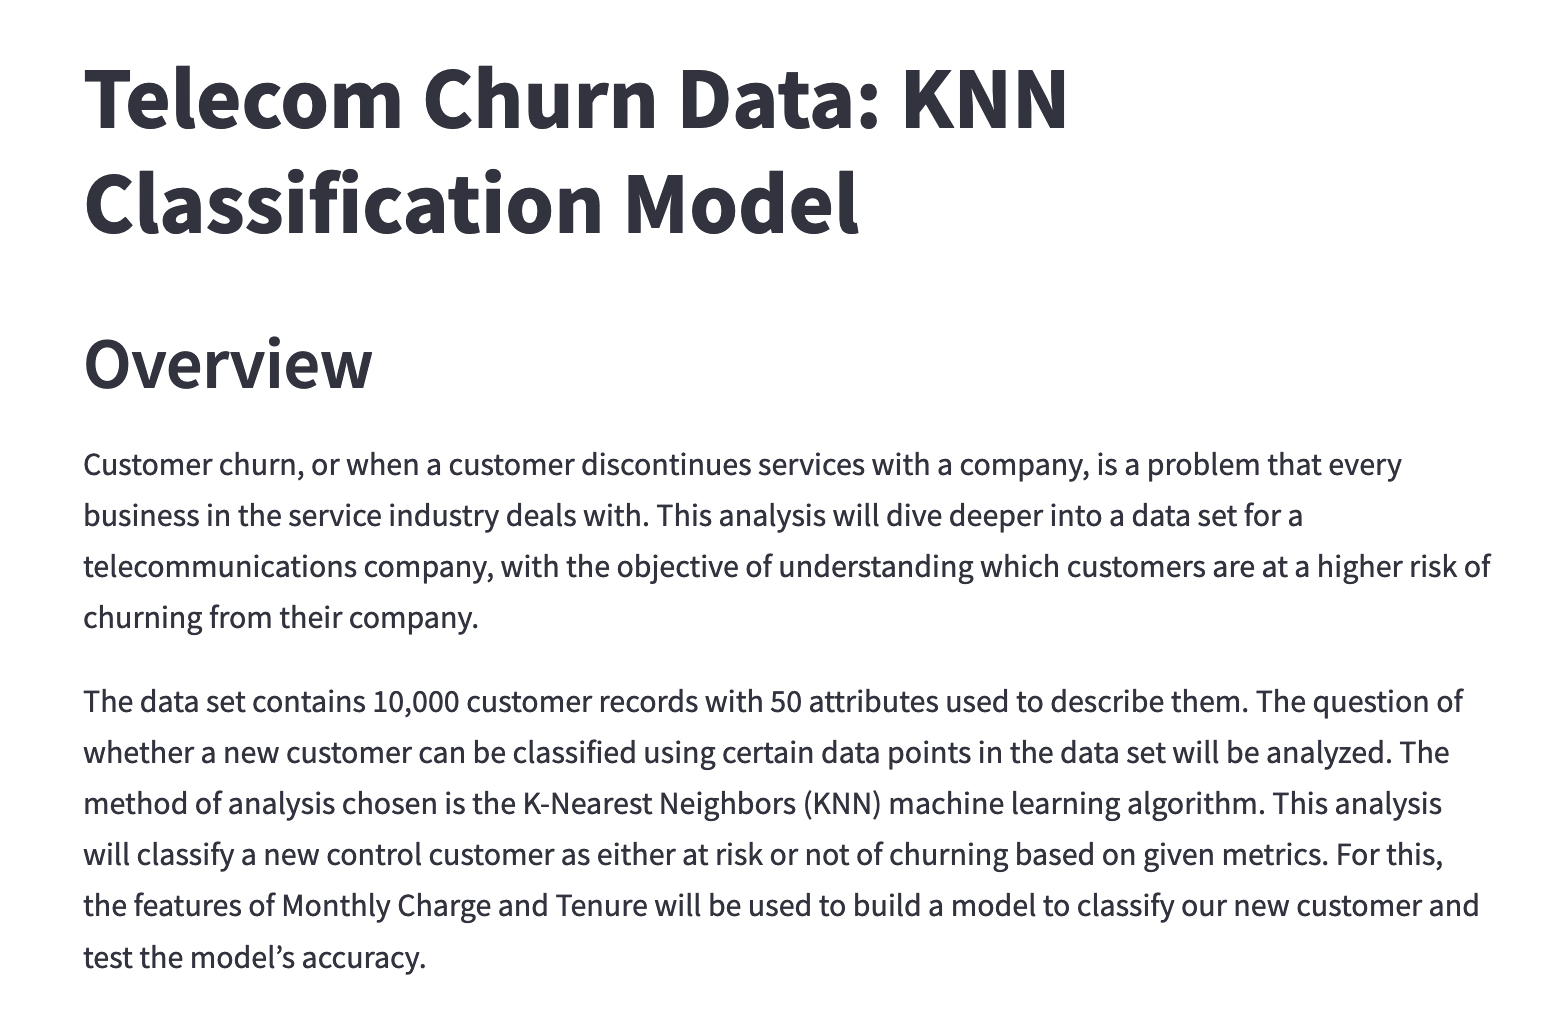 Telecom Churn Data: KNN
Classification Model
Overview
Customer churn, or when a customer discontinues services with a company, is a problem that every
business in the service industry deals with. This analysis will dive deeper into a data set for a
telecommunications company, with the objective of understanding which customers are at a higher risk of
churning from their company.
The data set contains 10,000 customer records with 50 attributes used to describe them. The question of
whether a new customer can be classified using certain data points in the data set will be analyzed. The
method of analysis chosen is the K-Nearest Neighbors (KNN) machine learning algorithm. This analysis
will classify a new control customer as either at risk or not of churning based on given metrics. For this,
the features of Monthly Charge and Tenure will be used to build a model to classify our new customer and
test the model’s accuracy.